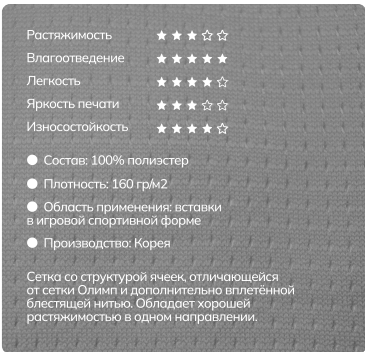 Растяжимость ★★★☆☆
Влагоотведение ★★★★★
Легкость ★★★★☆
Яркость печати ★★★☆☆
Износостойкость ★★★★☆
● Состав: 100% полиэстер
● Плотность: 160 гр/м2
● Область применения: вставки
в игровой спортивной форме
● Производство: Корея
Сетка со структурой ячеек, отличающейся
от сетки Олимп и дополнительно вплетённой
блестящей нитью. Обладает хорошей
растяжимостью в одном направлении.